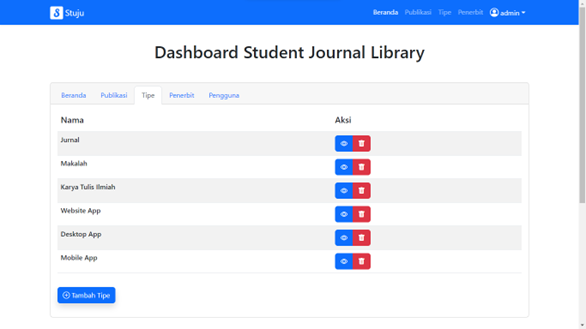 S Stuju
Beranda Publikasi Tipe Penerbit admin
Dashboard Student Journal Library
Beranda Publikasi Tipe Penerbit Pengguna
Nama Aksi
Jurnal
Makalah
Karya Tulis Ilmiah
Website App
Desktop App
Mobile App
Tambah Tipe